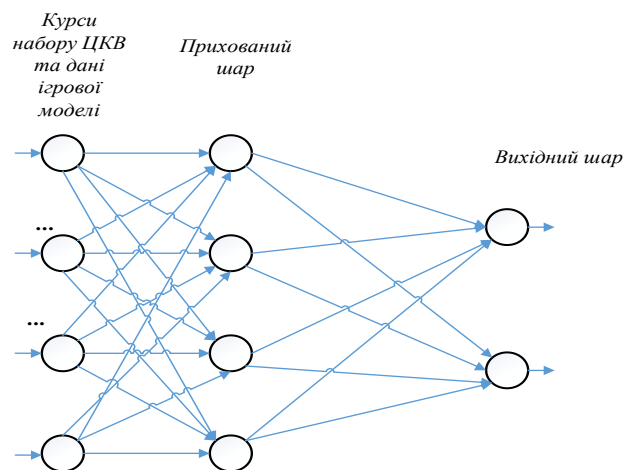 Курси
набору ЦКВ
та дані
ігрової
моделі
Прихований
шар
Вихідний шар
...
...